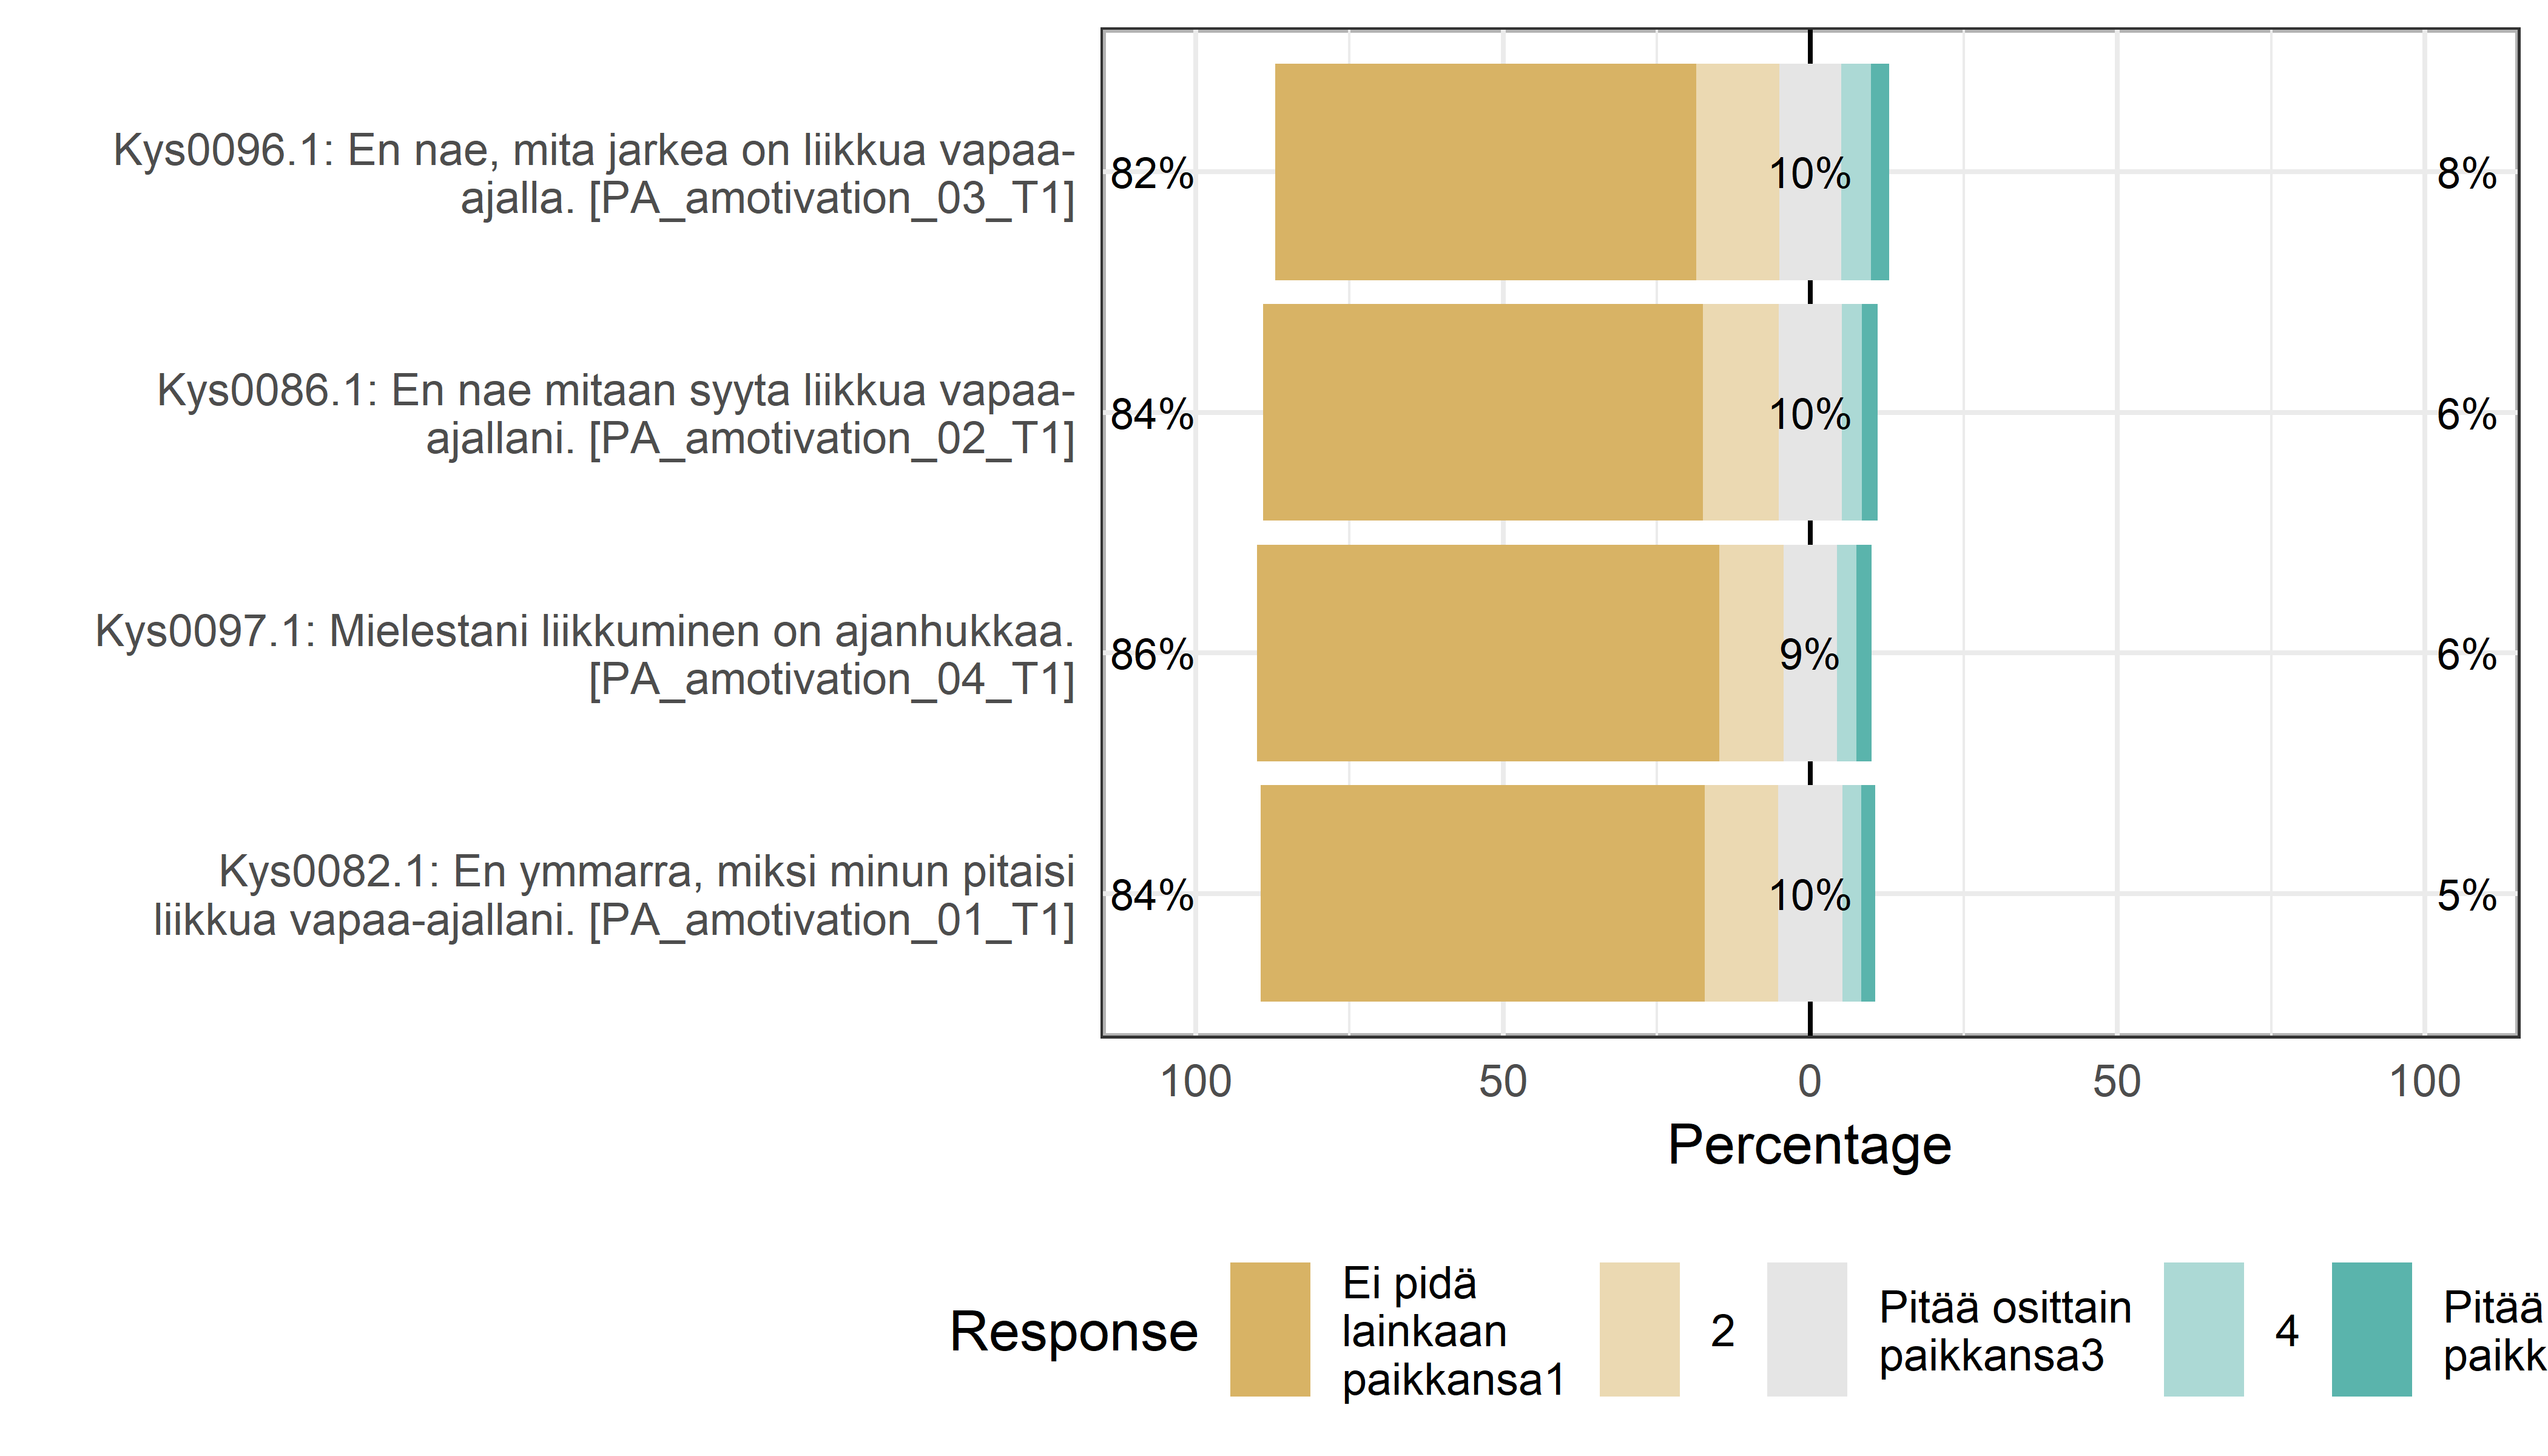 Kys0096.1: En nae, mita jarkea on liikkua vapaa-
ajalla. [PA_amotivation_03_T1]
82%
10%
8%
Kys0086.1: En nae mitaan syyta liikkua vapaa-
ajallani. [PA_amotivation_02_T1]
84%
10%
6%
Kys0097.1: Mielestani liikkuminen on ajanhukkaa.
[PA_amotivation_04_T1]
86%
9%
6%
Kys0082.1: En ymmarra, miksi minun pitaisi
liikkua vapaa-ajallani. [PA_amotivation_01_T1]
84%
10%
5%
100 50 0 50 100
Percentage
Response
Ei pidä
lainkaan
paikkansa1
2
Pitää osittain
paikkansa3
4
Pitää